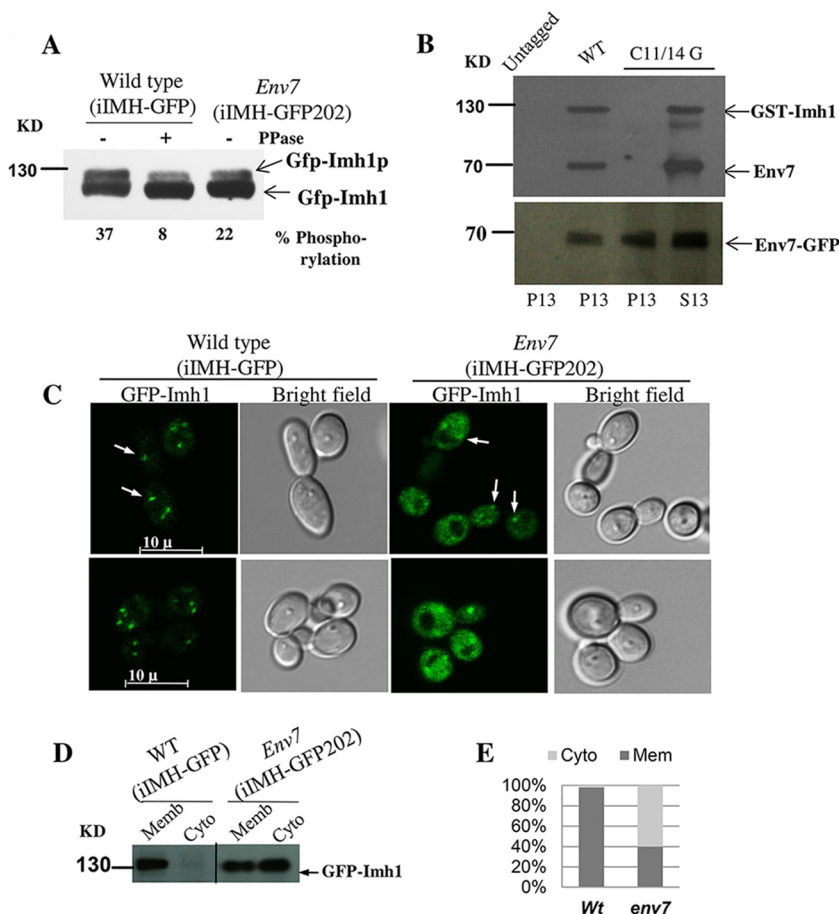 A
Wild type
(iIMH-GFP)
Env7
(iIMH-GFP202)
KD
- + - PPase
130
Gfp-Imh1p
Gfp-Imh1
37 8 22 % Phospho-
rylation
B
KD
Untagged
WT
C11/14 G
130
GST-Imh1
70
Env7
70
Env7-GFP
P13 P13 P13 S13
C
Wild type
(iIMH-GFP)
Env7
(iIMH-GFP202)
GFP-Imh1 Bright field GFP-Imh1 Bright field
10 µ
10 µ
D
WT
(iIMH-GFP)
Env7
(iIMH-GFP202)
KD
Memb Cyto Memb Cyto
130
GFP-Imh1
E
Cyto Mem
100%
80%
60%
40%
20%
0%
Wt env7